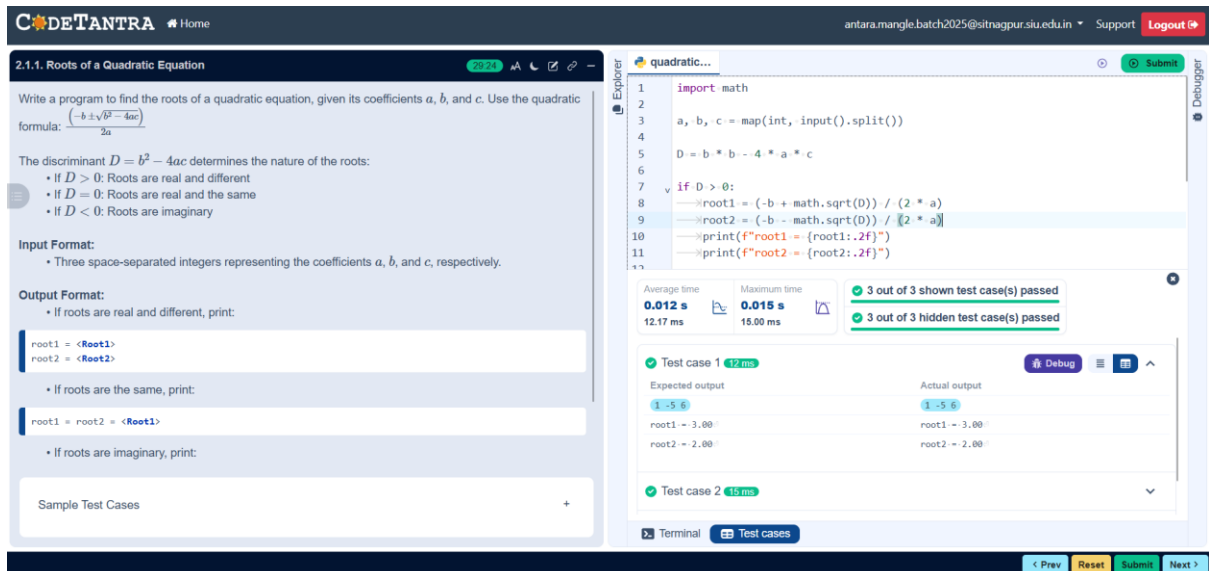 CODETANTRA Home
antara.mangle.batch2025@sitnagpur.siu.edu.in Support Logout
2.1.1. Roots of a Quadratic Equation 29:24
Write a program to find the roots of a quadratic equation, given its coefficients a, b, and c. Use the quadratic
formula: (−b ±√b² − 4ac) / 2a
The discriminant D = b² − 4ac determines the nature of the roots:
• If D > 0: Roots are real and different
• If D = 0: Roots are real and the same
• If D < 0: Roots are imaginary
Input Format:
• Three space-separated integers representing the coefficients a, b, and c, respectively.
Output Format:
• If roots are real and different, print:
root1 = <Root1>
root2 = <Root2>
• If roots are the same, print:
root1 = root2 = <Root1>
• If roots are imaginary, print:
Sample Test Cases +
Explorer
quadratic...
Submit
Debugger
1 import math
2
3 a, b, c = map(int, input().split())
4
5 D = b * b - 4 * a * c
6
7 if D > 0:
8 root1 = (-b + math.sqrt(D)) / (2 * a)
9 root2 = (-b - math.sqrt(D)) / (2 * a)
10 print(f"root1 = {root1:.2f}")
11 print(f"root2 = {root2:.2f}")
12
Average time
0.012 s
12.17 ms
Maximum time
0.015 s
15.00 ms
3 out of 3 shown test case(s) passed
3 out of 3 hidden test case(s) passed
Test case 1 12 ms
Debug
Expected output Actual output
1 -5 6 1 -5 6
root1 = 3.00 root1 = 3.00
root2 = 2.00 root2 = 2.00
Test case 2 15 ms
Terminal Test cases
< Prev Reset Submit Next >